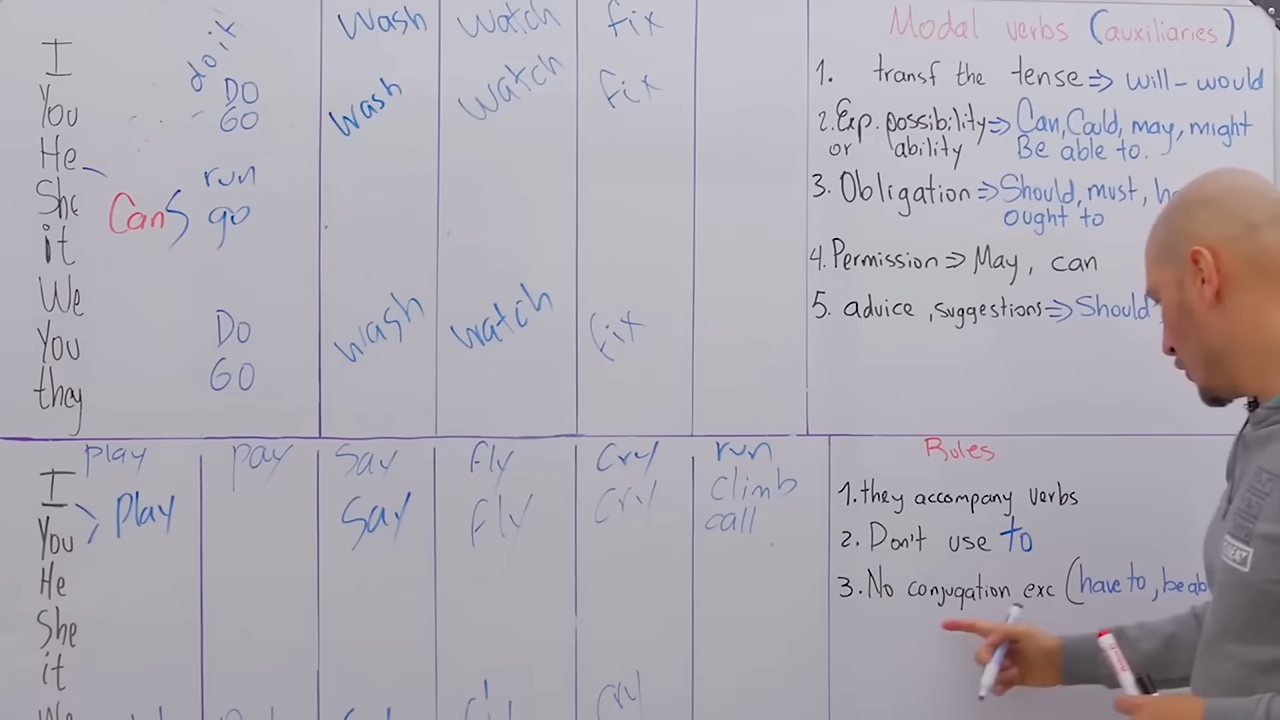 Wash Watch fix
I
do it
DO
You Wash Watch fix
GO
He
run
She Can S go
it
We
Do Wash Watch fix
You
GO
they
Modal verbs (auxiliaries)
1. transf the tense ⇒ will - would
2. Exp. possibility ⇒ Can, Could, may, might
or ability Be able to.
3. Obligation ⇒ Should, must,
ought to
4. Permission ⇒ May, can
5. advice, suggestions ⇒ Should
play pay Say fly Cry run
I climb
Play Say fly Cry call
You
He
She
it
We Cry
Rules
1. they accompany verbs
2. Don't use to
3. No conjugation exc (have to, be ab